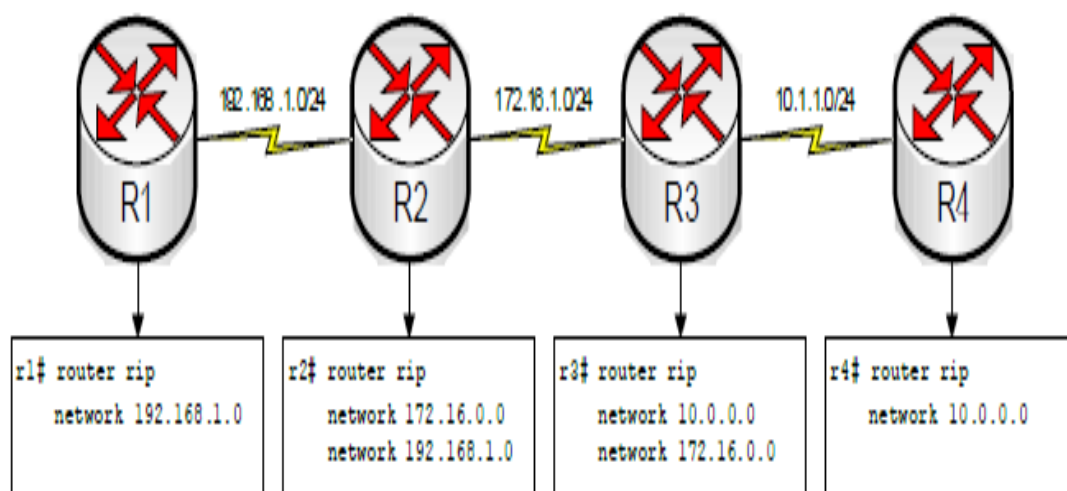 192.168.1.0/24
172.16.1.0/24
10.1.1.0/24
R1
R2
R3
R4
r1# router rip
network 192.168.1.0
r2# router rip
network 172.16.0.0
network 192.168.1.0
r3# router rip
network 10.0.0.0
network 172.16.0.0
r4# router rip
network 10.0.0.0